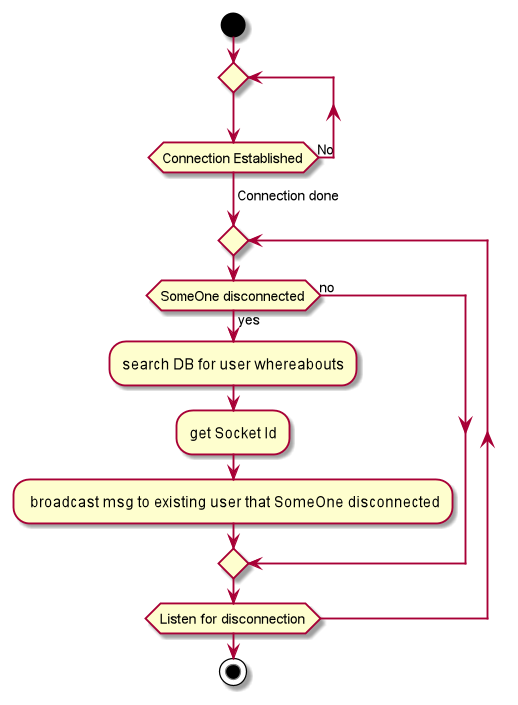 Connection Established
No
Connection done
SomeOne disconnected
no
yes
search DB for user whereabouts
get Socket Id
broadcast msg to existing user that SomeOne disconnected
Listen for disconnection